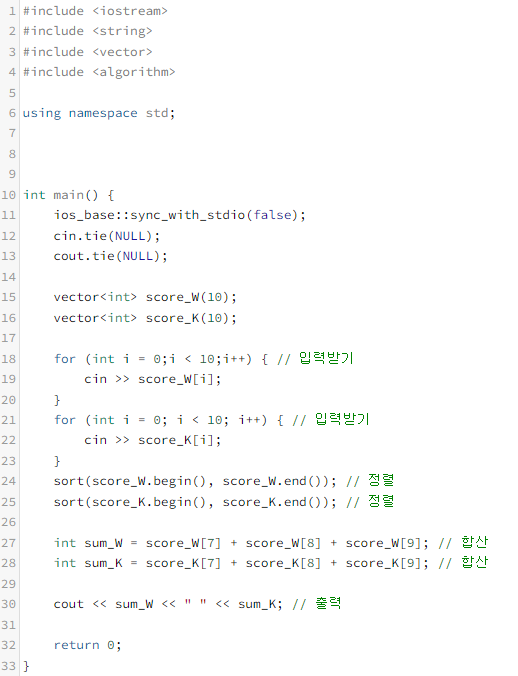 1 #include <iostream>
2 #include <string>
3 #include <vector>
4 #include <algorithm>
5
6 using namespace std;
7
8
9
10 int main() {
11     ios_base::sync_with_stdio(false);
12     cin.tie(NULL);
13     cout.tie(NULL);
14
15     vector<int> score_W(10);
16     vector<int> score_K(10);
17
18     for (int i = 0;i < 10;i++) { // 입력받기
19         cin >> score_W[i];
20     }
21     for (int i = 0; i < 10; i++) { // 입력받기
22         cin >> score_K[i];
23     }
24     sort(score_W.begin(), score_W.end()); // 정렬
25     sort(score_K.begin(), score_K.end()); // 정렬
26
27     int sum_W = score_W[7] + score_W[8] + score_W[9]; // 합산
28     int sum_K = score_K[7] + score_K[8] + score_K[9]; // 합산
29
30     cout << sum_W << " " << sum_K; // 출력
31
32     return 0;
33 }